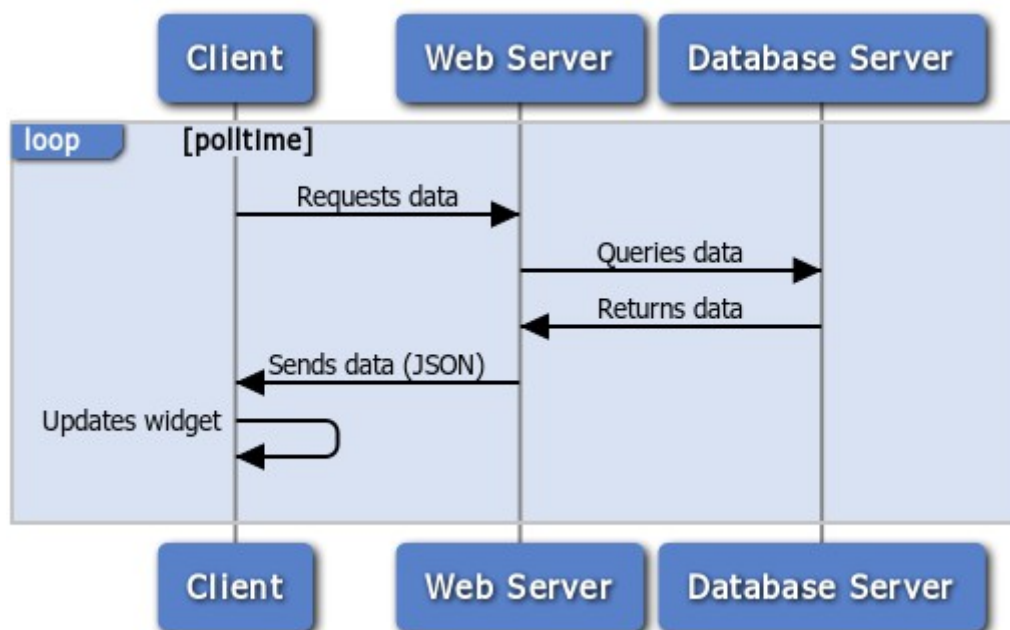 Client Web Server Database Server
loop [polltime]
Requests data
Queries data
Returns data
Sends data (JSON)
Updates widget
Client Web Server Database Server